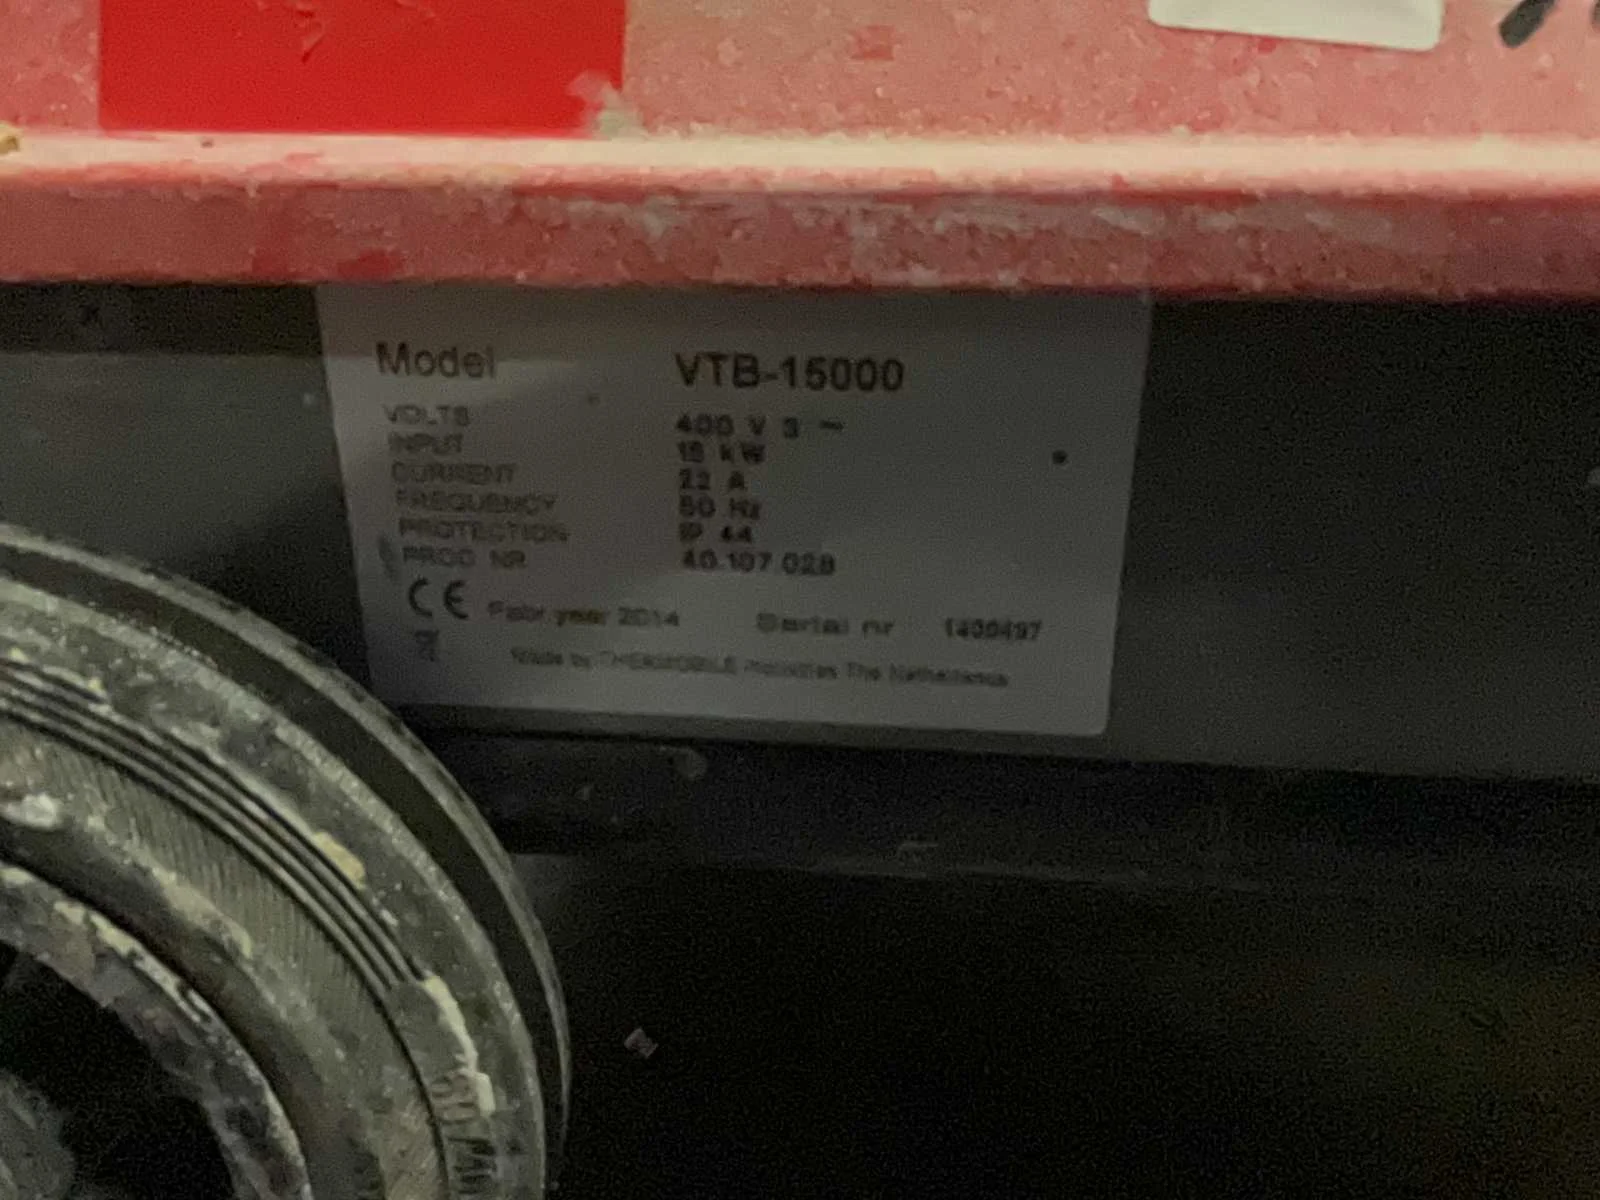 Model VTB-15000
VOLTS 400 V 3 ~
INPUT 15 kW
CURRENT 22 A
FREQUENCY 50 Hz
PROTECTION IP 44
PROD NR 40.107.028
CE Fabr.year 2014 Serial nr 1400497
Made by THERMOBILE Industries The Netherlands